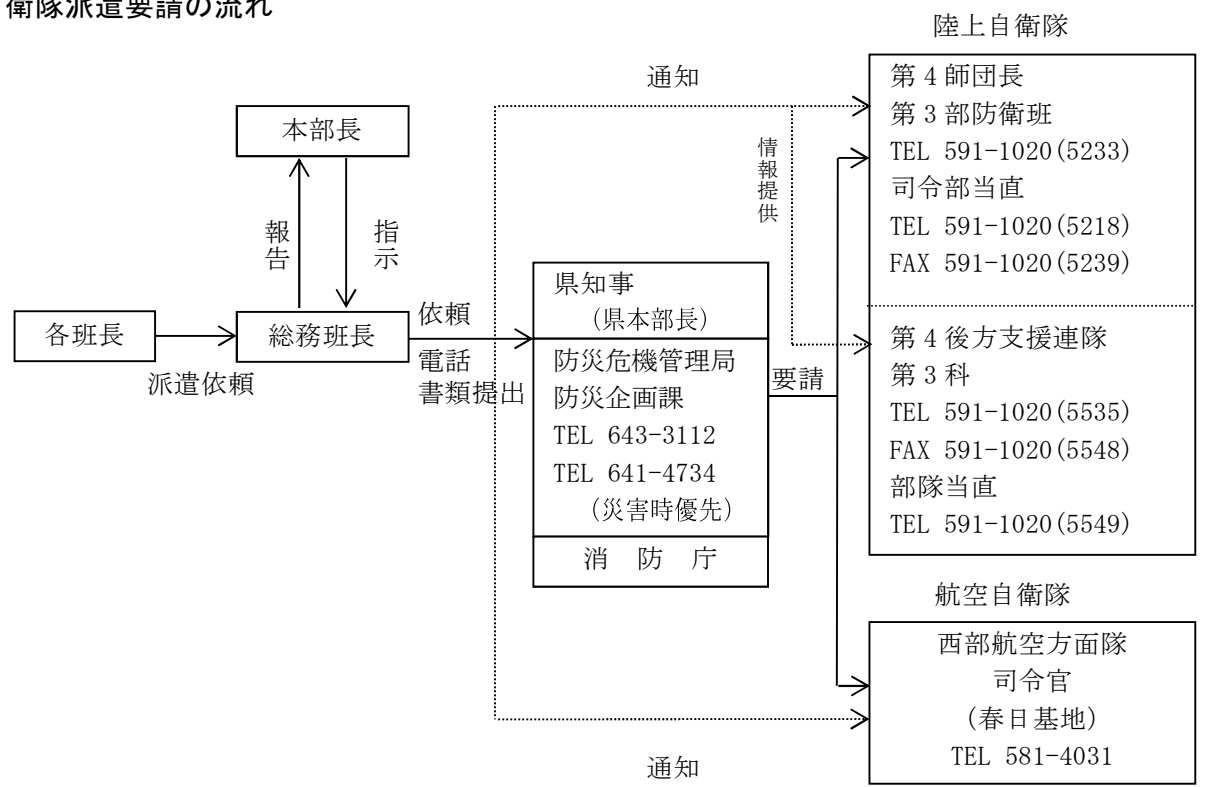 衛隊派遣要請の流れ
陸上自衛隊
通知
第４師団長
第３部防衛班
TEL 591-1020(5233)
司令部当直
TEL 591-1020(5218)
FAX 591-1020(5239)
本部長
情報提供
報告
指示
県知事
（県本部長）
各班長
総務班長
依頼
派遣依頼
電話
書類提出
防災危機管理局
防災企画課
TEL 643-3112
TEL 641-4734
（災害時優先）
消　防　庁
要請
第４後方支援連隊
第３科
TEL 591-1020(5535)
FAX 591-1020(5548)
部隊当直
TEL 591-1020(5549)
航空自衛隊
西部航空方面隊
司令官
（春日基地）
TEL 581-4031
通知